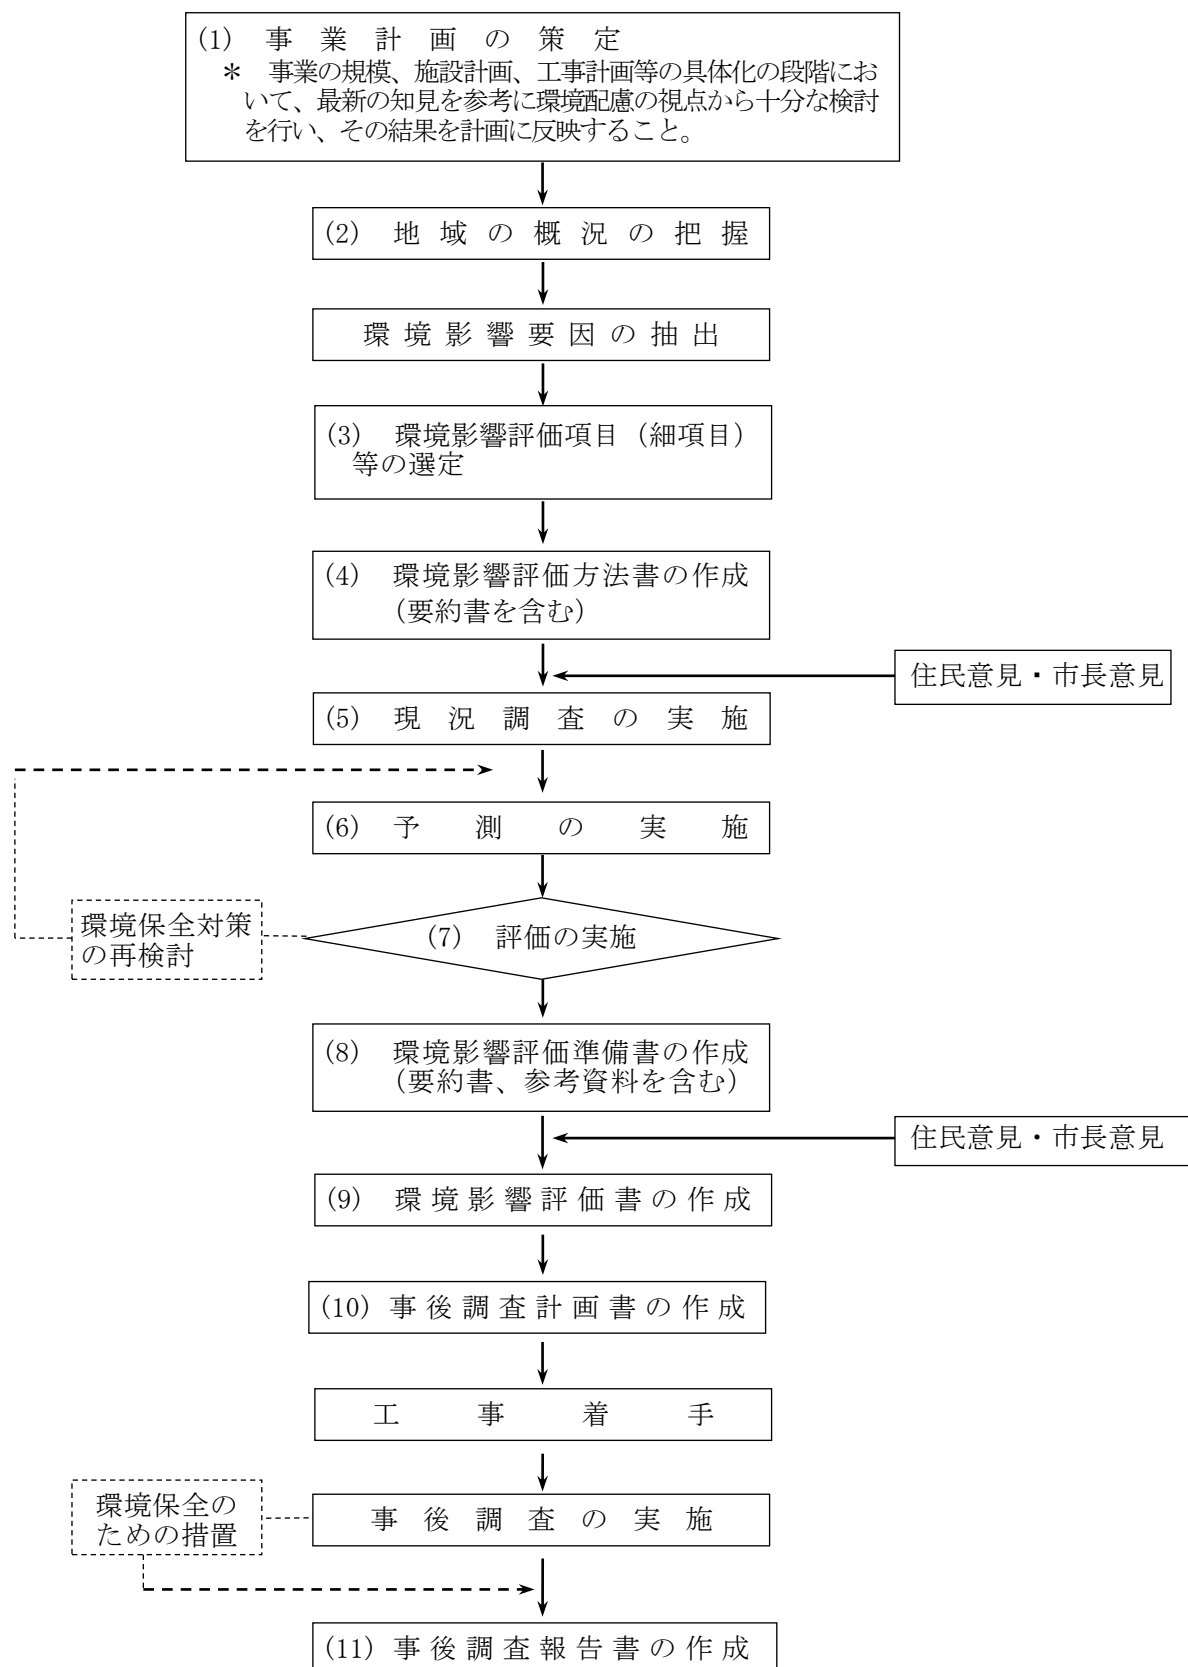 (1) 事業計画の策定
＊ 事業の規模、施設計画、工事計画等の具体化の段階にお
いて、最新の知見を参考に環境配慮の視点から十分な検討
を行い、その結果を計画に反映すること。
(2) 地域の概況の把握
環境影響要因の抽出
(3) 環境影響評価項目（細項目）
等の選定
(4) 環境影響評価方法書の作成
（要約書を含む）
住民意見・市長意見
(5) 現況調査の実施
(6) 予測の実施
環境保全対策
の再検討
(7) 評価の実施
(8) 環境影響評価準備書の作成
（要約書、参考資料を含む）
住民意見・市長意見
(9) 環境影響評価書の作成
(10) 事後調査計画書の作成
工事着手
環境保全の
ための措置
事後調査の実施
(11) 事後調査報告書の作成